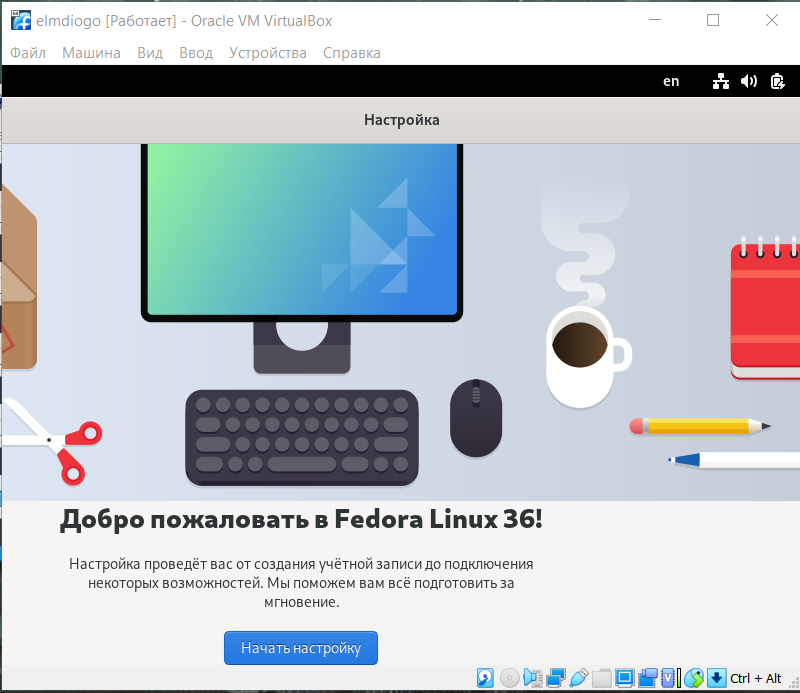 elmdiogo [Работает] - Oracle VM VirtualBox
Файл Машина Вид Ввод Устройства Справка
en
Настройка
Добро пожаловать в Fedora Linux 36!
Настройка проведёт вас от создания учётной записи до подключения
некоторых возможностей. Мы поможем вам всё подготовить за
мгновение.
Начать настройку
Ctrl + Alt